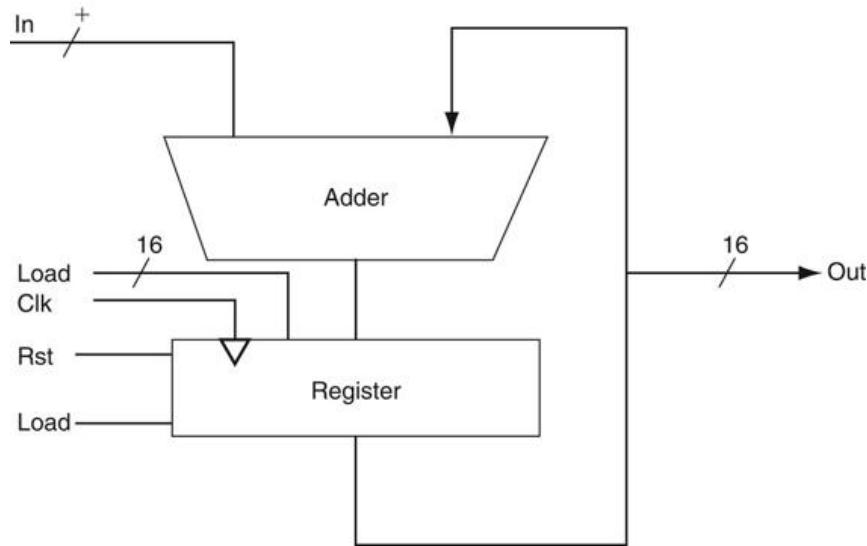 In
+
Adder
16
Load
16
Out
Clk
Rst
Register
Load